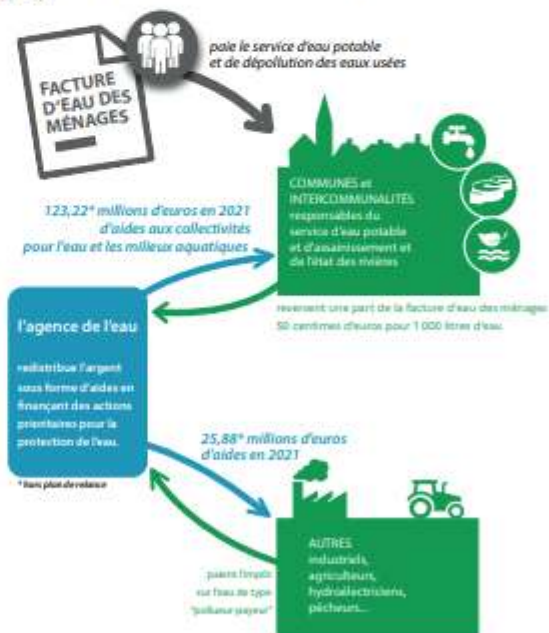 paie le service d'eau potable
et de dépollution des eaux usées
FACTURE
D'EAU DES
MÉNAGES
COMMUNES et
INTERCOMMUNALITÉS
responsables du
service d'eau potable
et d'assainissement et
de l'état des rivières
123,22* millions d'euros en 2021
d'aides aux collectivités
pour l'eau et les milieux aquatiques
reversent une part de la facture d'eau des ménages
50 centimes d'euros pour 1 000 litres d'eau.
l'agence de l'eau
redistribue l'argent
sous forme d'aides en
finançant des actions
prioritaires pour la
protection de l'eau.
* hors plan de relance
25,88* millions d'euros
d'aides en 2021
AUTRES
industriels,
agriculteurs,
hydroélectriciens,
pêcheurs...
paient l'impôt
sur l'eau de type
"pollueur payeur"